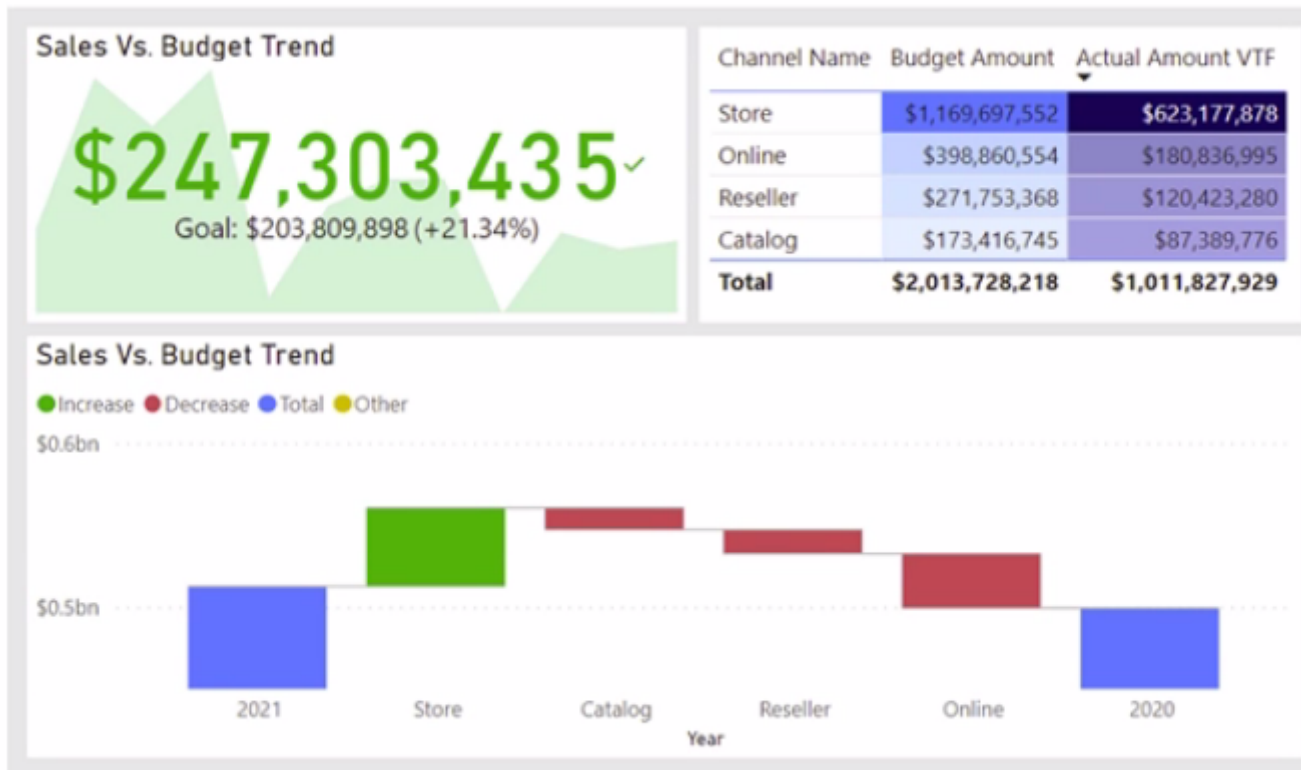 Sales Vs. Budget Trend
$247,303,435
Goal: $203,809,898 (+21.34%)
Channel Name Budget Amount Actual Amount VTF
Store $1,169,697,552 $623,177,878
Online $398,860,554 $180,836,995
Reseller $271,753,368 $120,423,280
Catalog $173,416,745 $87,389,776
Total $2,013,728,218 $1,011,827,929
Sales Vs. Budget Trend
Increase Decrease Total Other
$0.6bn
$0.5bn
2021 Store Catalog Reseller Online 2020
Year